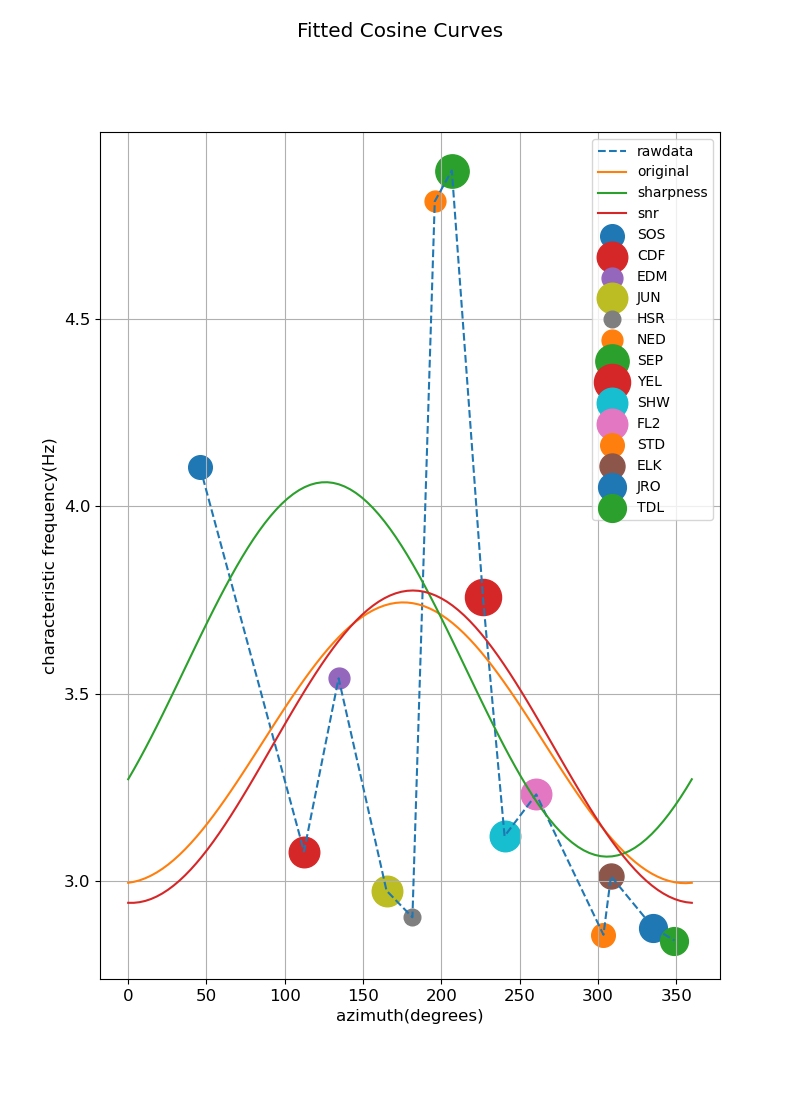 Fitted Cosine Curves
rawdata
original
sharpness
snr
SOS
CDF
EDM
JUN
HSR
NED
SEP
YEL
SHW
FL2
STD
ELK
JRO
TDL
4.5
4.0
3.5
3.0
characteristic frequency(Hz)
0 50 100 150 200 250 300 350
azimuth(degrees)